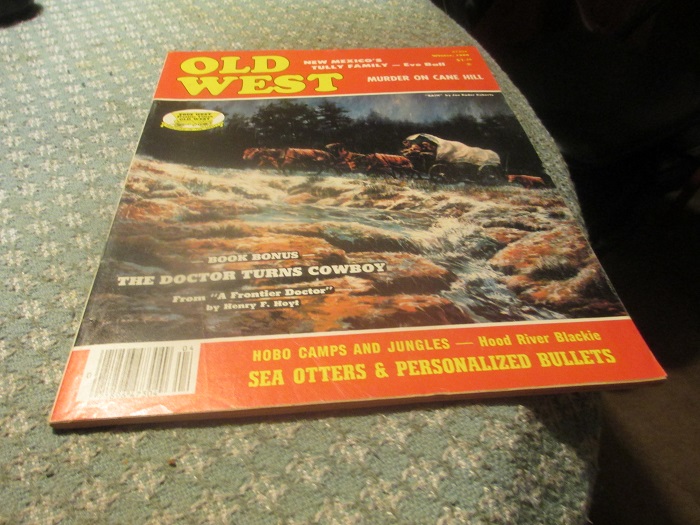 OLD
WEST
NEW MEXICO'S
TULLY FAMILY — Eve Ball
MURDER ON CANE HILL
BOOK BONUS
THE DOCTOR TURNS COWBOY
From "A Frontier Doctor"
by Henry F. Hoyt
04
HOBO CAMPS AND JUNGLES — Hood River Blackie
SEA OTTERS & PERSONALIZED BULLETS